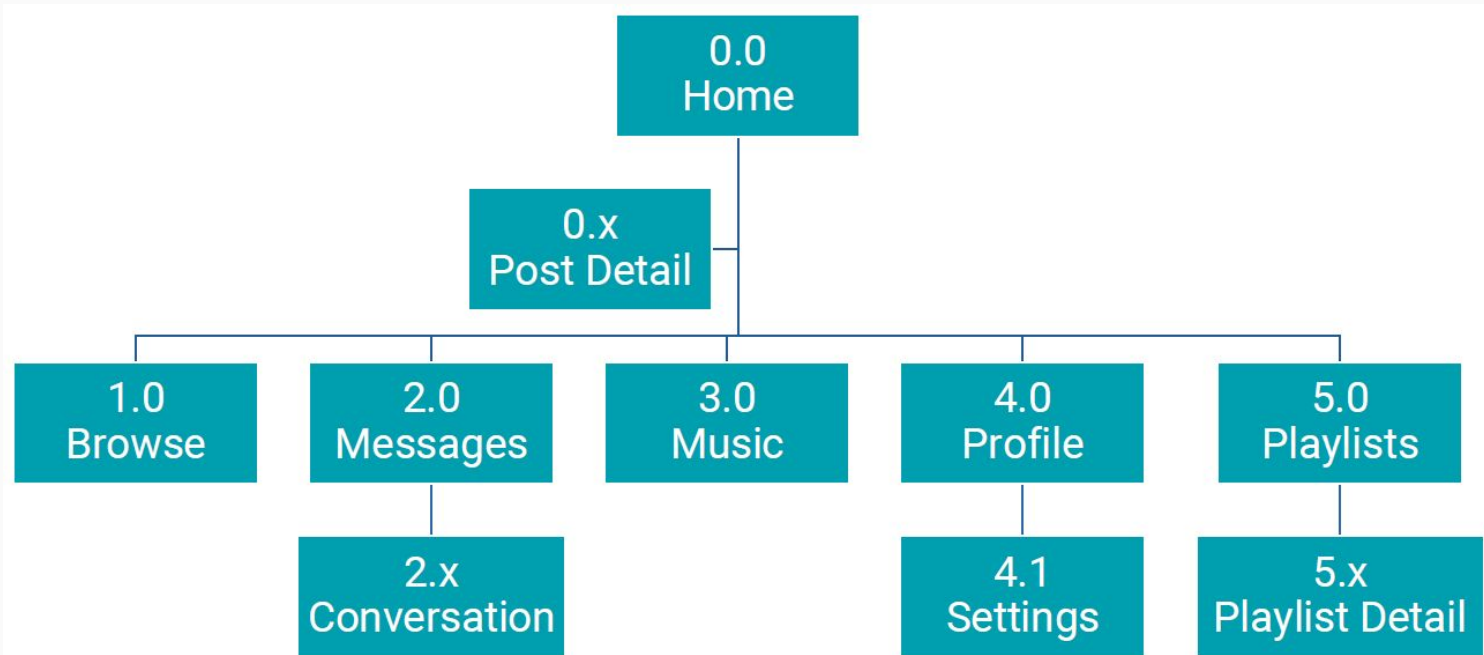 0.0
Home
0.x
Post Detail
1.0
Browse
2.0
Messages
3.0
Music
4.0
Profile
5.0
Playlists
2.x
Conversation
4.1
Settings
5.x
Playlist Detail